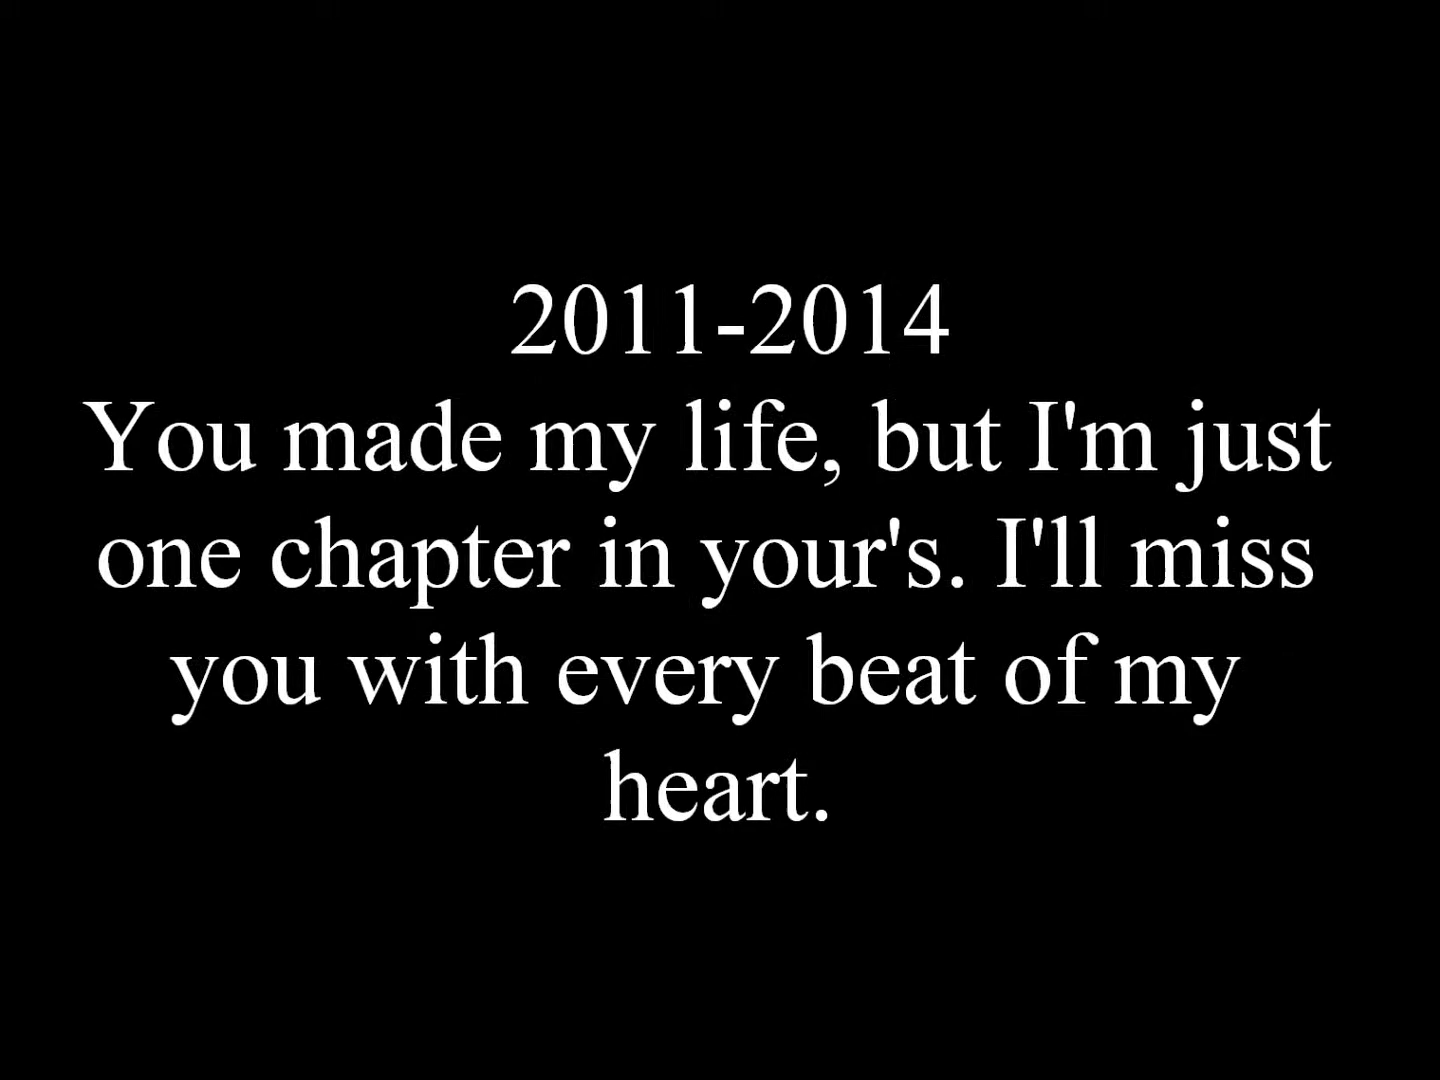 2011-2014
You made my life, but I'm just
one chapter in your's. I'll miss
you with every beat of my
heart.